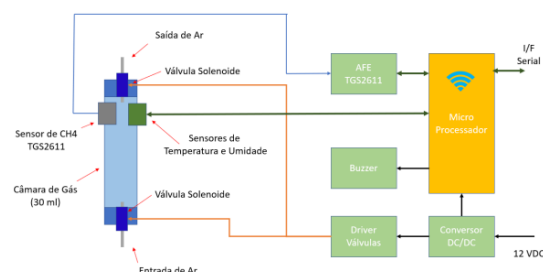 Saída de Ar
Válvula Solenoide
Sensor de CH4
TGS2611
Sensores de
Temperatura e Umidade
Câmara de Gás
(30 ml)
Válvula Solenoide
Entrada de Ar
AFE
TGS2611
I/F
Serial
Micro
Processador
Buzzer
Driver
Válvulas
Conversor
DC/DC
12 VDC